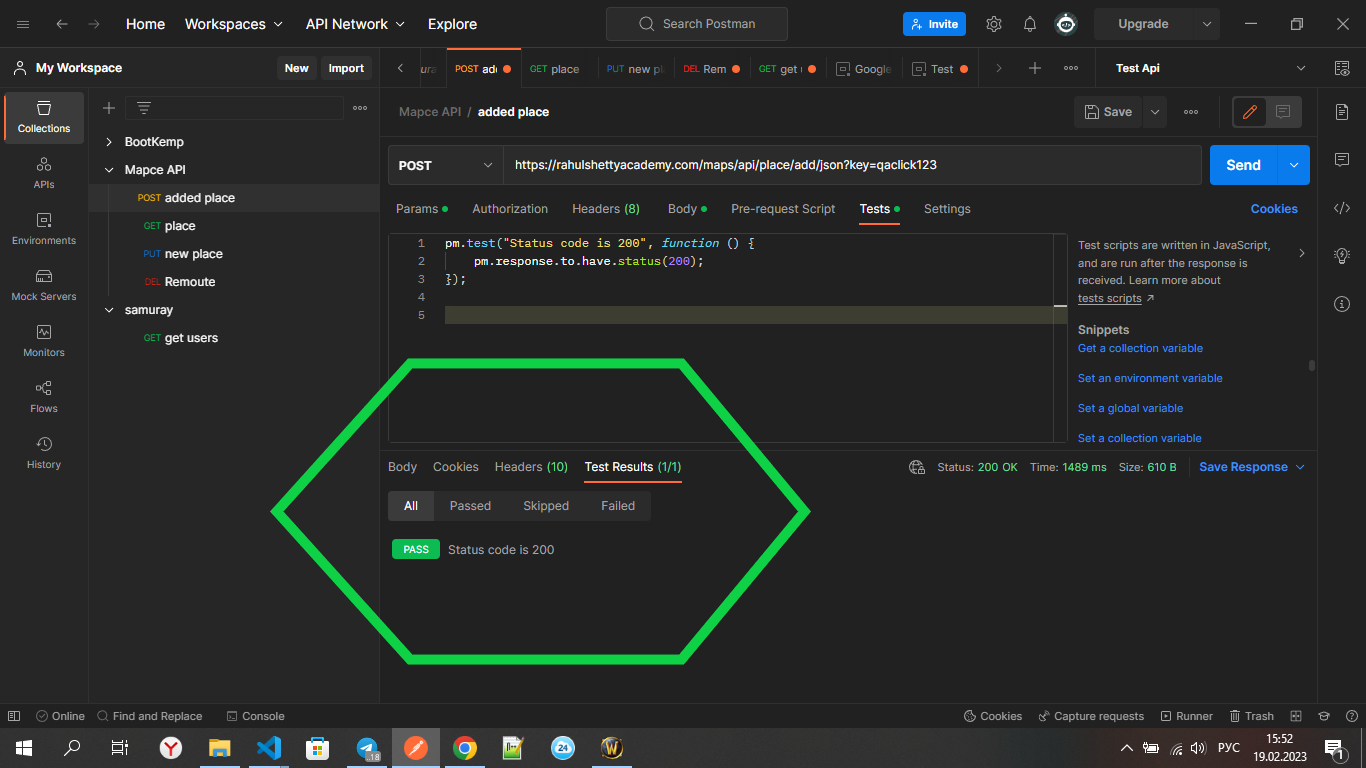 Home Workspaces API Network Explore Search Postman Invite Upgrade
My Workspace New Import POST GET place PUT new pl DEL Rem GET get Google Test Test Api
Collections
APIs
Environments
Mock Servers
Monitors
Flows
History
BootKemp
Mapce API
POST added place
GET place
PUT new place
DEL Remoute
samuray
GET get users
Mapce API / added place Save
POST https://rahulshettyacademy.com/maps/api/place/add/json?key=qaclick123 Send
Params Authorization Headers (8) Body Pre-request Script Tests Settings Cookies
1 pm.test("Status code is 200", function () {
2 pm.response.to.have.status(200);
3 });
4
5
Test scripts are written in JavaScript,
and are run after the response is
received. Learn more about
tests scripts
Snippets
Get a collection variable
Set an environment variable
Set a global variable
Set a collection variable
Body Cookies Headers (10) Test Results (1/1) Status: 200 OK Time: 1489 ms Size: 610 B Save Response
All Passed Skipped Failed
PASS Status code is 200
Online Find and Replace Console Cookies Capture requests Runner Trash
18 24 РУС 15:52
19.02.2023 1